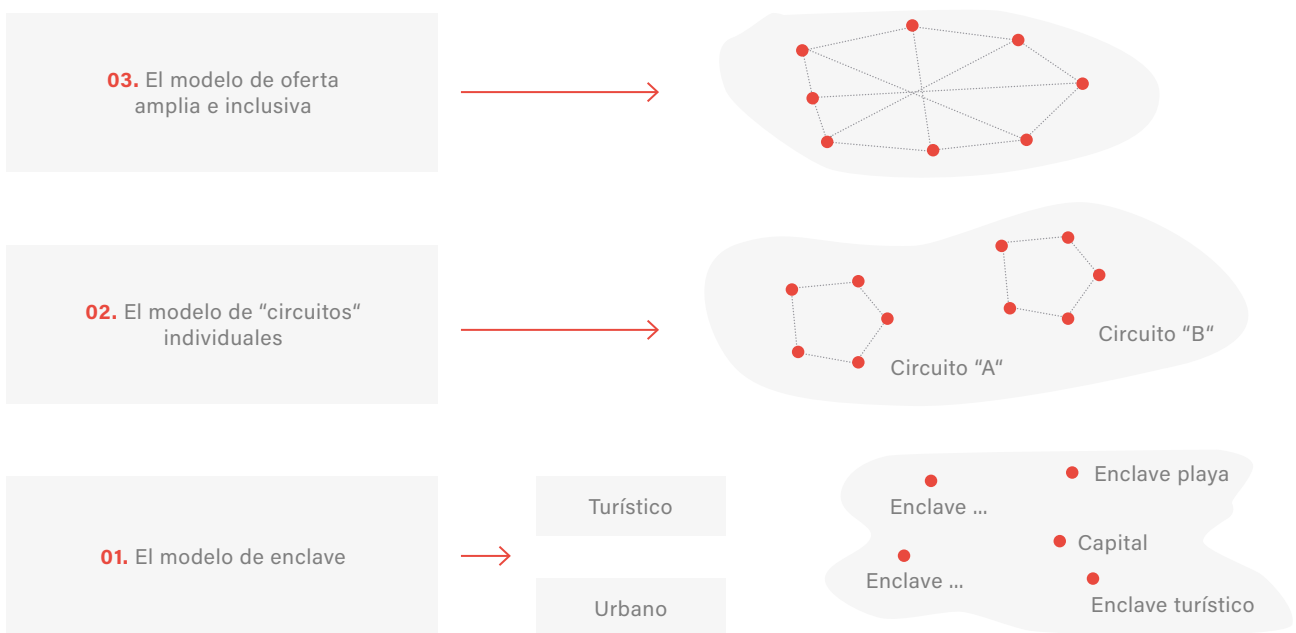 03. El modelo de oferta
amplia e inclusiva
02. El modelo de “circuitos“
individuales
Circuito “A“
Circuito “B“
01. El modelo de enclave
Turístico
Urbano
Enclave ...
Enclave playa
Capital
Enclave ...
Enclave turístico